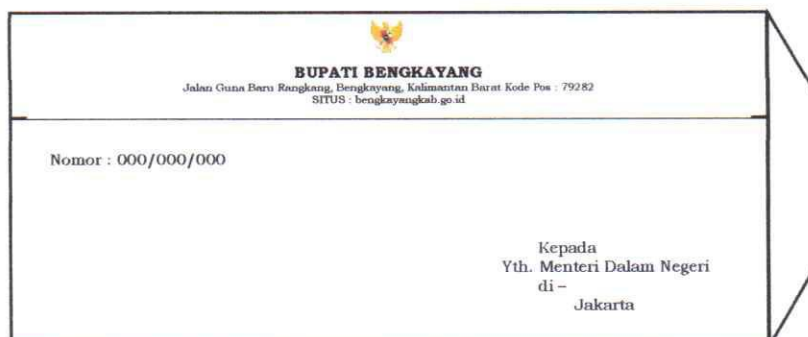 BUPATI BENGKAYANG
Jalan Guna Baru Rangkang, Bengkayang, Kalimantan Barat Kode Pos : 79282
SITUS : bengkayangkab.go.id
Nomor : 000/000/000
Kepada
Yth. Menteri Dalam Negeri
di –
Jakarta